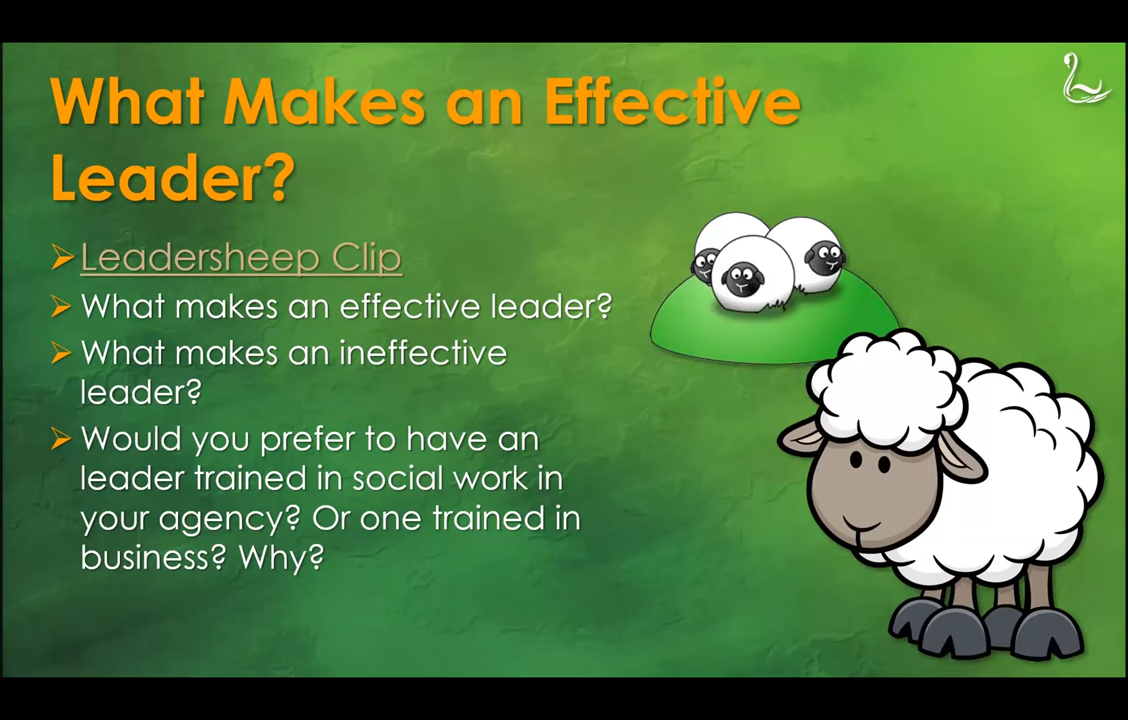 What Makes an Effective
Leader?
Leadersheep Clip
What makes an effective leader?
What makes an ineffective
leader?
Would you prefer to have an
leader trained in social work in
your agency? Or one trained in
business? Why?